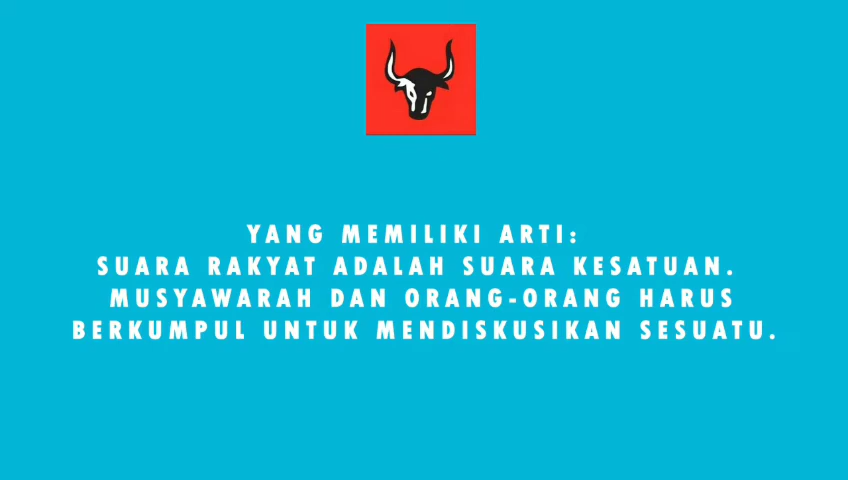 YANG MEMILIKI ARTI:
SUARA RAKYAT ADALAH SUARA KESATUAN.
MUSYAWARAH DAN ORANG-ORANG HARUS
BERKUMPUL UNTUK MENDISKUSIKAN SESUATU.